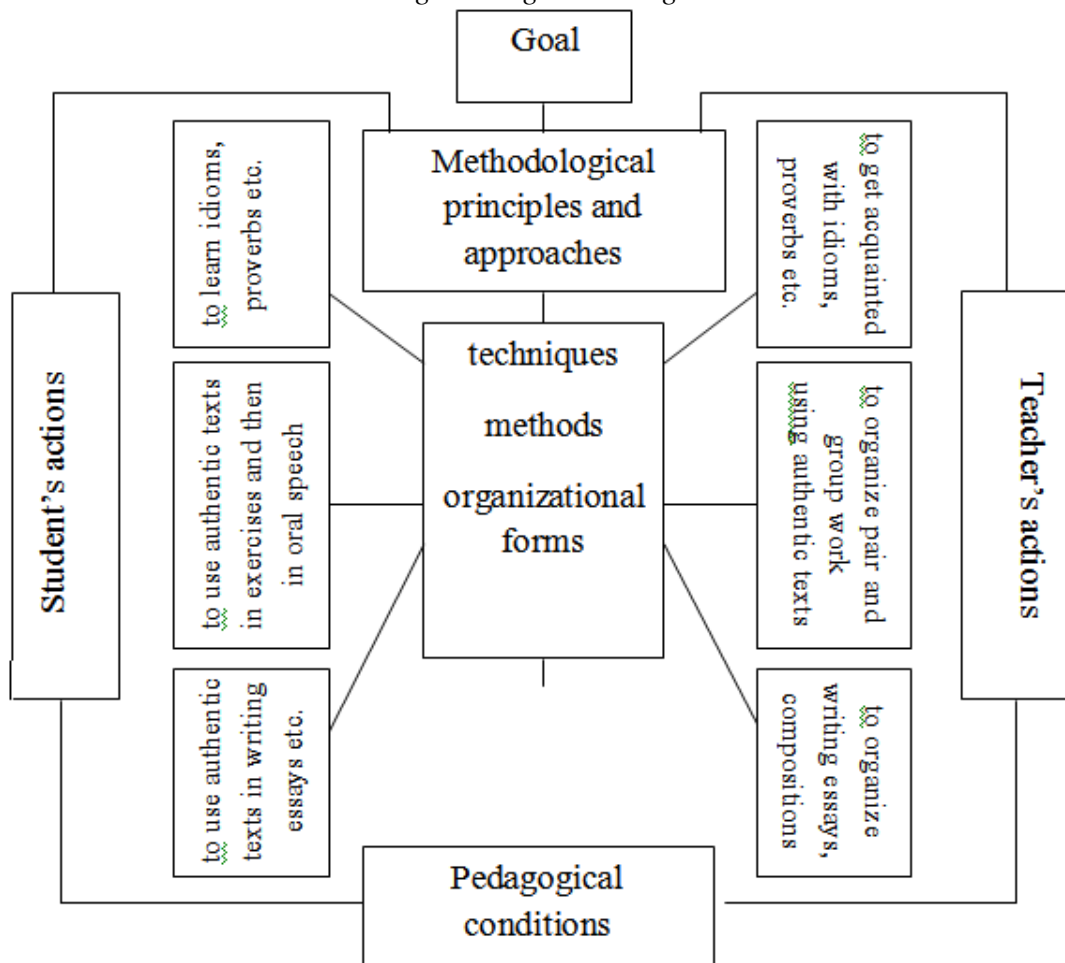 Goal
Methodological
principles and
approaches
to learn idioms,
proverbs etc.
to get acquainted
with idioms,
proverbs etc.
techniques
methods
organizational
forms
Student's actions
to use authentic texts
in exercises and then
in oral speech
to organize pair and
group work
using authentic texts
Teacher's actions
to use authentic
texts in writing
essays etc.
to organize
writing essays,
compositions
Pedagogical
conditions